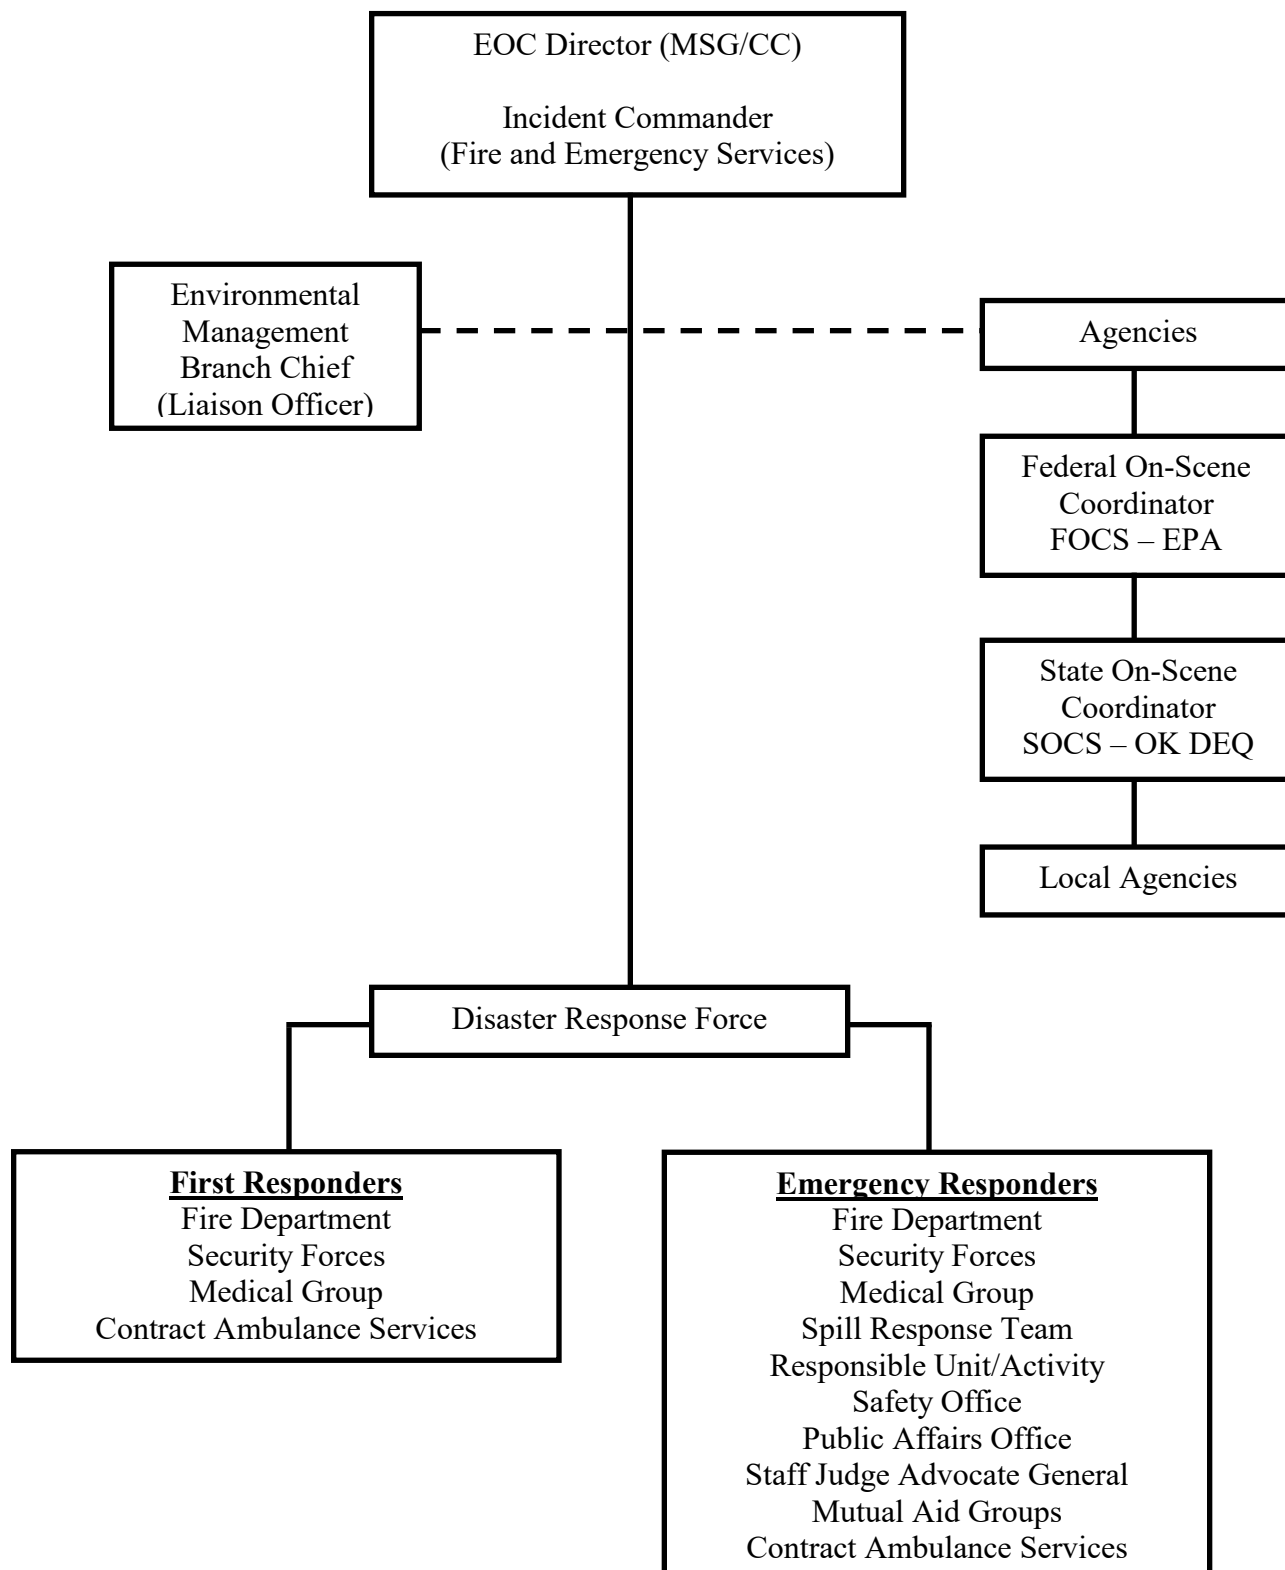 EOC Director (MSG/CC)
Incident Commander
(Fire and Emergency Services)
Environmental
Management
Branch Chief
(Liaison Officer)
Agencies
Federal On-Scene
Coordinator
FOCS – EPA
State On-Scene
Coordinator
SOCS – OK DEQ
Local Agencies
Disaster Response Force
First Responders
Fire Department
Security Forces
Medical Group
Contract Ambulance Services
Emergency Responders
Fire Department
Security Forces
Medical Group
Spill Response Team
Responsible Unit/Activity
Safety Office
Public Affairs Office
Staff Judge Advocate General
Mutual Aid Groups
Contract Ambulance Services